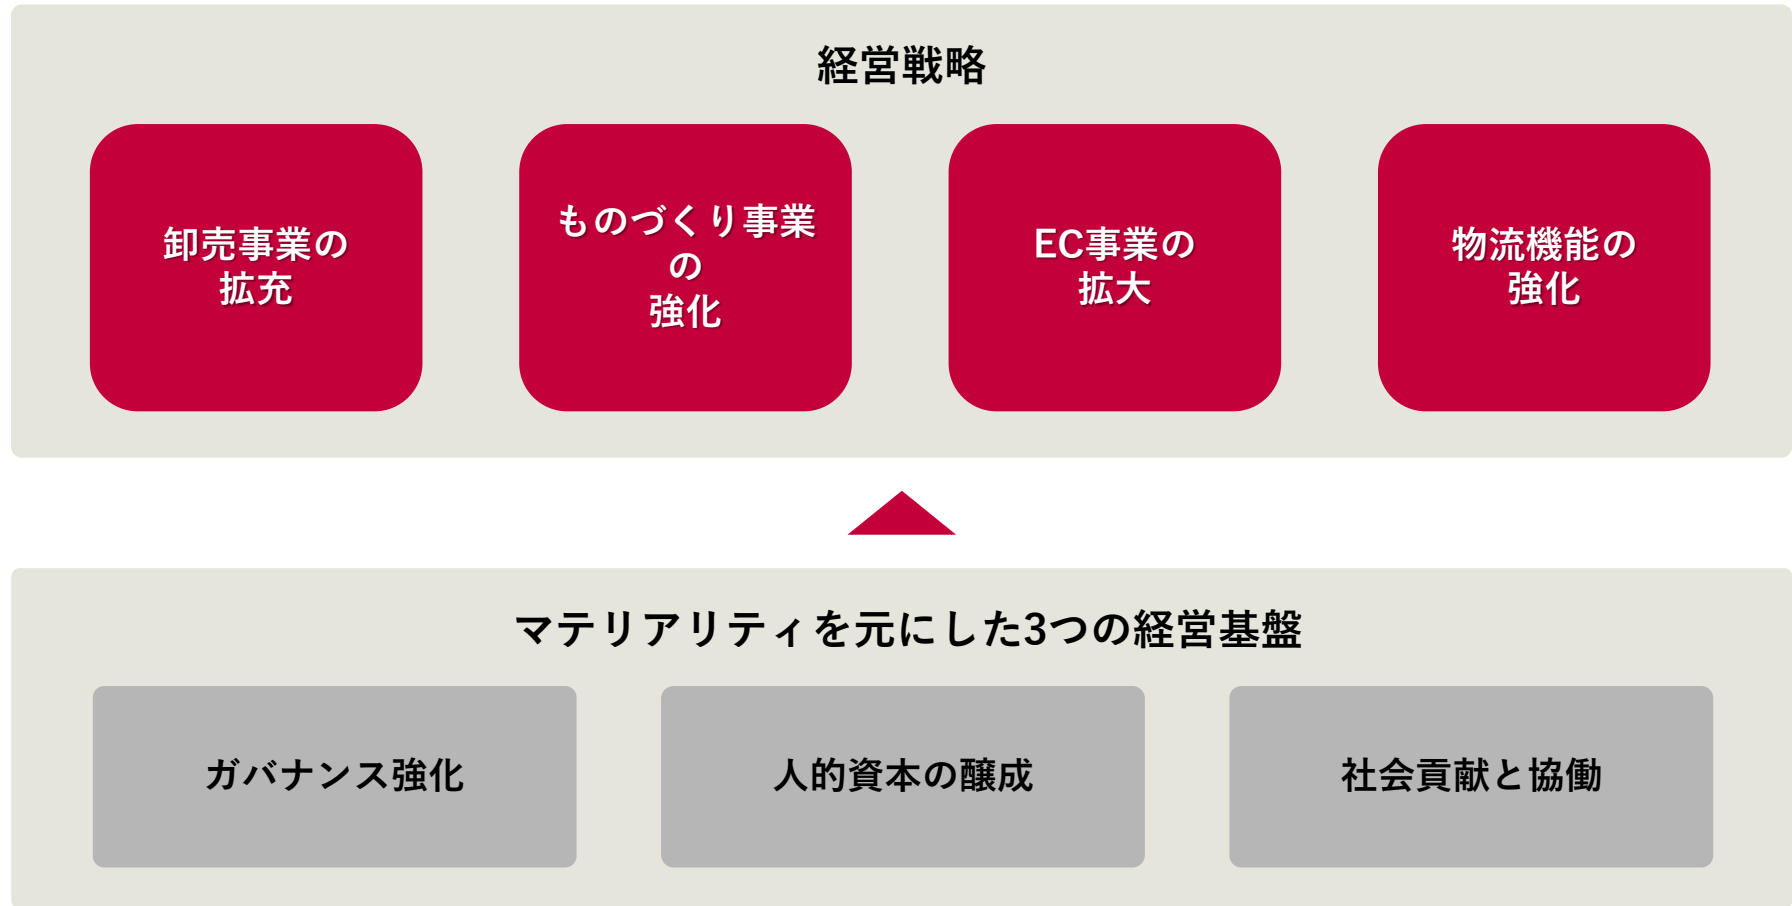 経営戦略
卸売事業の
拡充
ものづくり事業
の
強化
EC事業の
拡大
物流機能の
強化
マテリアリティを元にした3つの経営基盤
ガバナンス強化
人的資本の醸成
社会貢献と協働